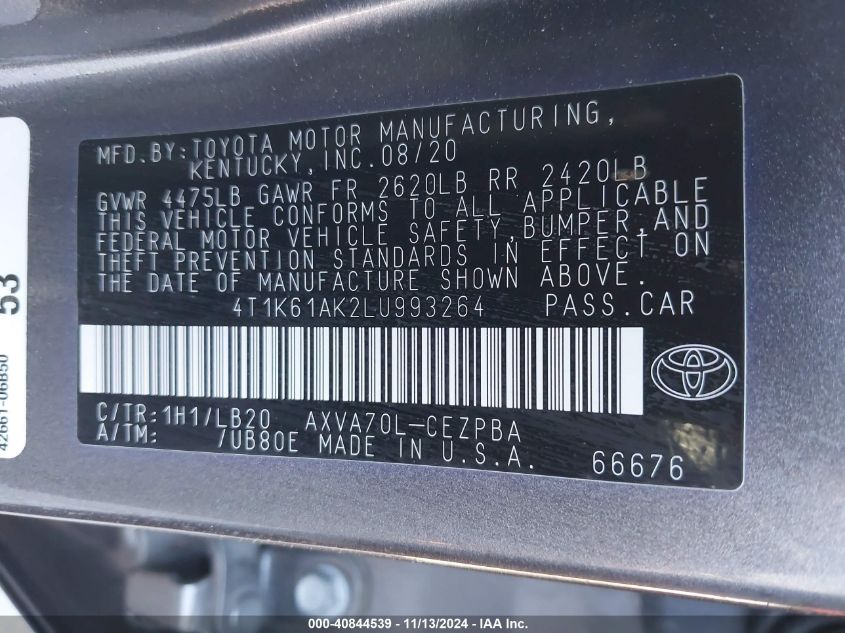 MFD. BY: TOYOTA MOTOR MANUFACTURING,
KENTUCKY, INC. 08/20
GVWR 4475LB GAWR FR 2620LB RR 2420LB
THIS VEHICLE CONFORMS TO ALL APPLICABLE
FEDERAL MOTOR VEHICLE SAFETY, BUMPER, AND
THEFT PREVENTION STANDARDS IN EFFECT ON
THE DATE OF MANUFACTURE SHOWN ABOVE.
4T1K61AK2LU993264 PASS. CAR
C/TR: 1H1/LB20 AXVA70L-CEZPBA
A/TM: /UB80E MADE IN U.S.A. 66676
53
42661-06B50
000-40844539 - 11/13/2024 - IAA Inc.